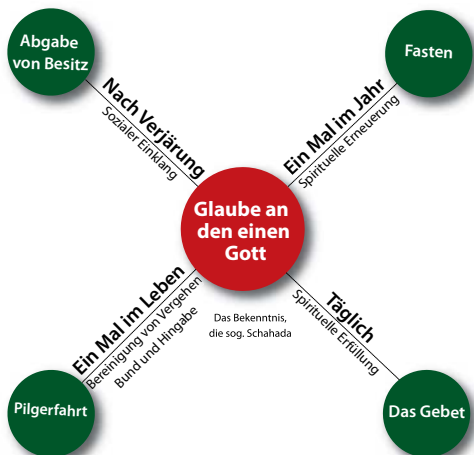 Abgabe
von Besitz
Fasten
Nach Verjärung
Sozialer Einklang
Ein Mal im Jahr
Spirituelle Erneuerung
Glaube an
den einen
Gott
Das Bekenntnis,
die sog. Schahada
Ein Mal im Leben
Bereinigung von Vergehen
Bund und Hingabe
Täglich
Spirituelle Erfüllung
Pilgerfahrt
Das Gebet